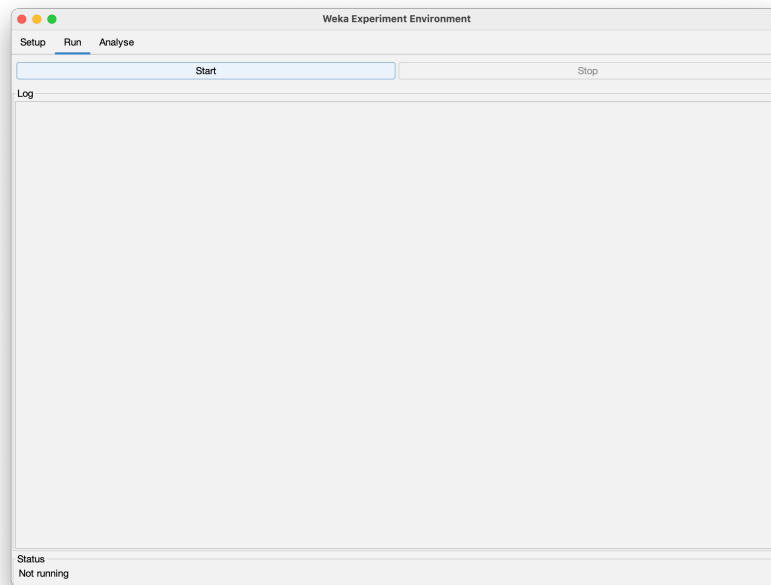 Weka Experiment Environment
Setup Run Analyse
Start Stop
Log
Status
Not running